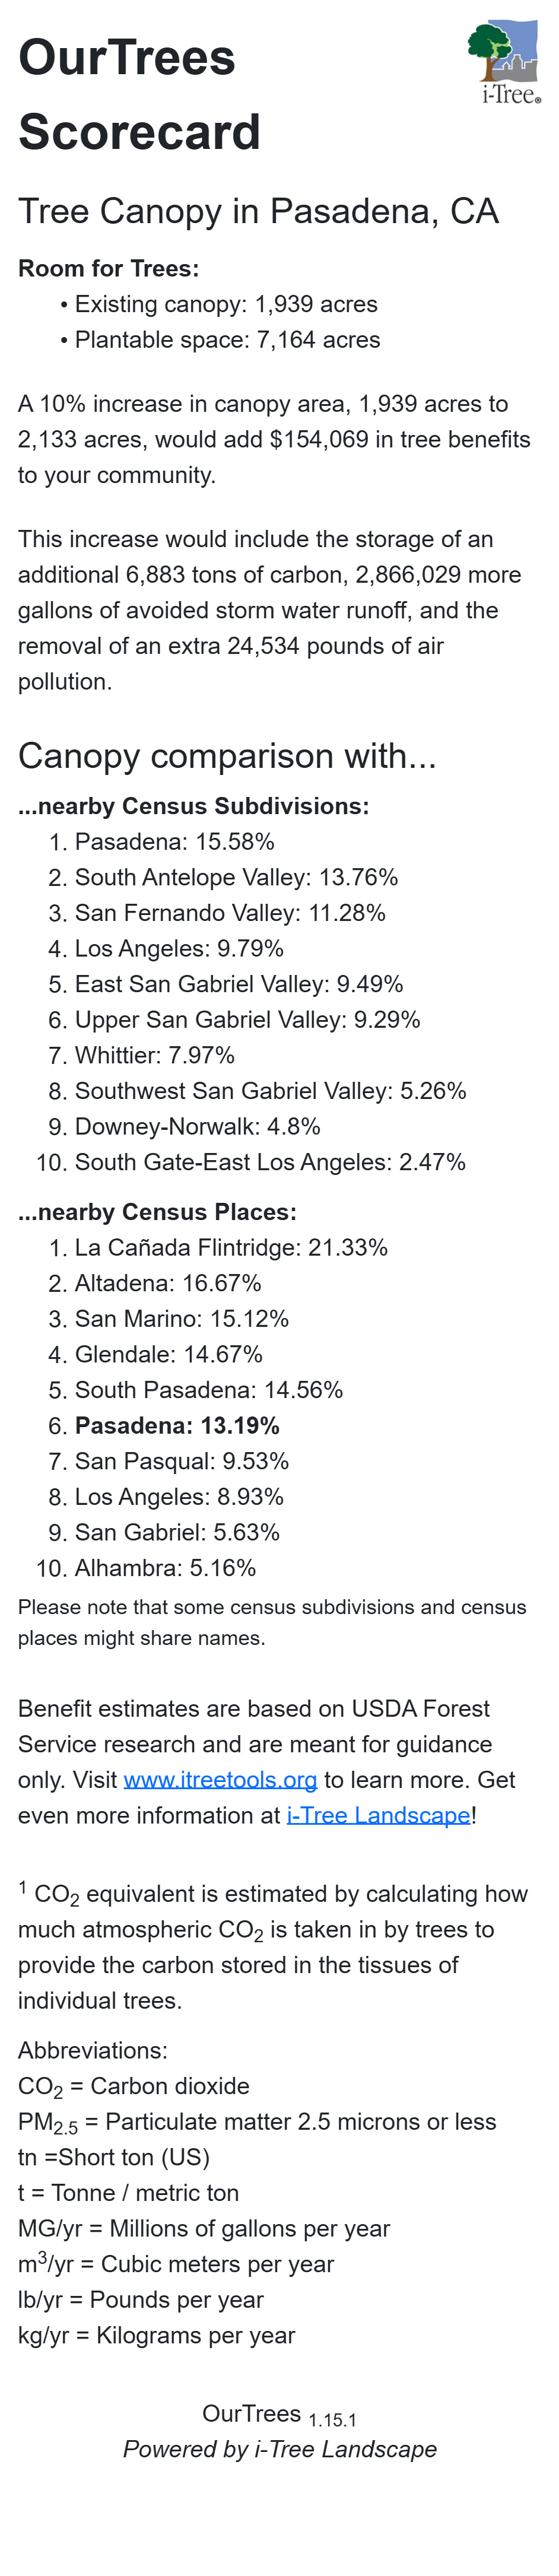 OurTrees
Scorecard
i-Tree®
Tree Canopy in Pasadena, CA
Room for Trees:
• Existing canopy: 1,939 acres
• Plantable space: 7,164 acres
A 10% increase in canopy area, 1,939 acres to
2,133 acres, would add $154,069 in tree benefits
to your community.
This increase would include the storage of an
additional 6,883 tons of carbon, 2,866,029 more
gallons of avoided storm water runoff, and the
removal of an extra 24,534 pounds of air
pollution.
Canopy comparison with...
...nearby Census Subdivisions:
1. Pasadena: 15.58%
2. South Antelope Valley: 13.76%
3. San Fernando Valley: 11.28%
4. Los Angeles: 9.79%
5. East San Gabriel Valley: 9.49%
6. Upper San Gabriel Valley: 9.29%
7. Whittier: 7.97%
8. Southwest San Gabriel Valley: 5.26%
9. Downey-Norwalk: 4.8%
10. South Gate-East Los Angeles: 2.47%
...nearby Census Places:
1. La Cañada Flintridge: 21.33%
2. Altadena: 16.67%
3. San Marino: 15.12%
4. Glendale: 14.67%
5. South Pasadena: 14.56%
6. Pasadena: 13.19%
7. San Pasqual: 9.53%
8. Los Angeles: 8.93%
9. San Gabriel: 5.63%
10. Alhambra: 5.16%
Please note that some census subdivisions and census
places might share names.
Benefit estimates are based on USDA Forest
Service research and are meant for guidance
only. Visit www.itreetools.org to learn more. Get
even more information at i-Tree Landscape!
¹ CO₂ equivalent is estimated by calculating how
much atmospheric CO₂ is taken in by trees to
provide the carbon stored in the tissues of
individual trees.
Abbreviations:
CO₂ = Carbon dioxide
PM₂.₅ = Particulate matter 2.5 microns or less
tn =Short ton (US)
t = Tonne / metric ton
MG/yr = Millions of gallons per year
m³/yr = Cubic meters per year
lb/yr = Pounds per year
kg/yr = Kilograms per year
OurTrees 1.15.1
Powered by i-Tree Landscape